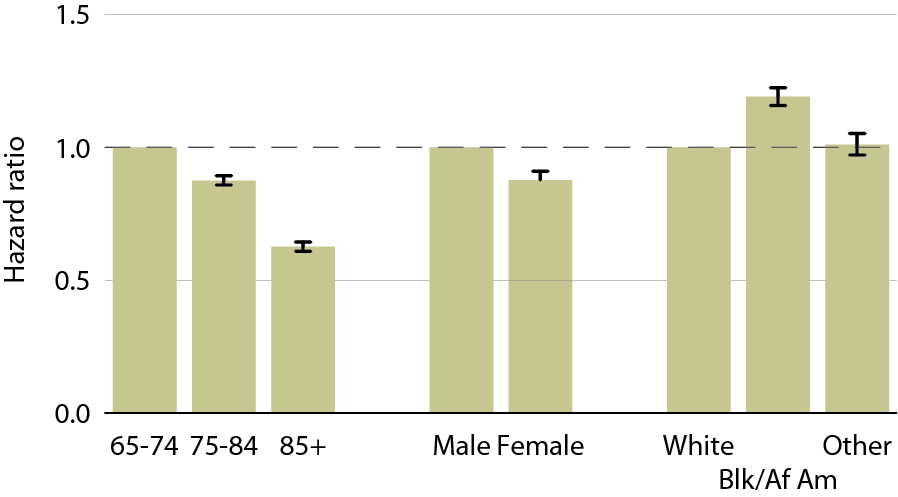 Hazard ratio
1.5
1.0
0.5
0.0
65-74 75-84 85+ Male Female White Other
Blk/Af Am